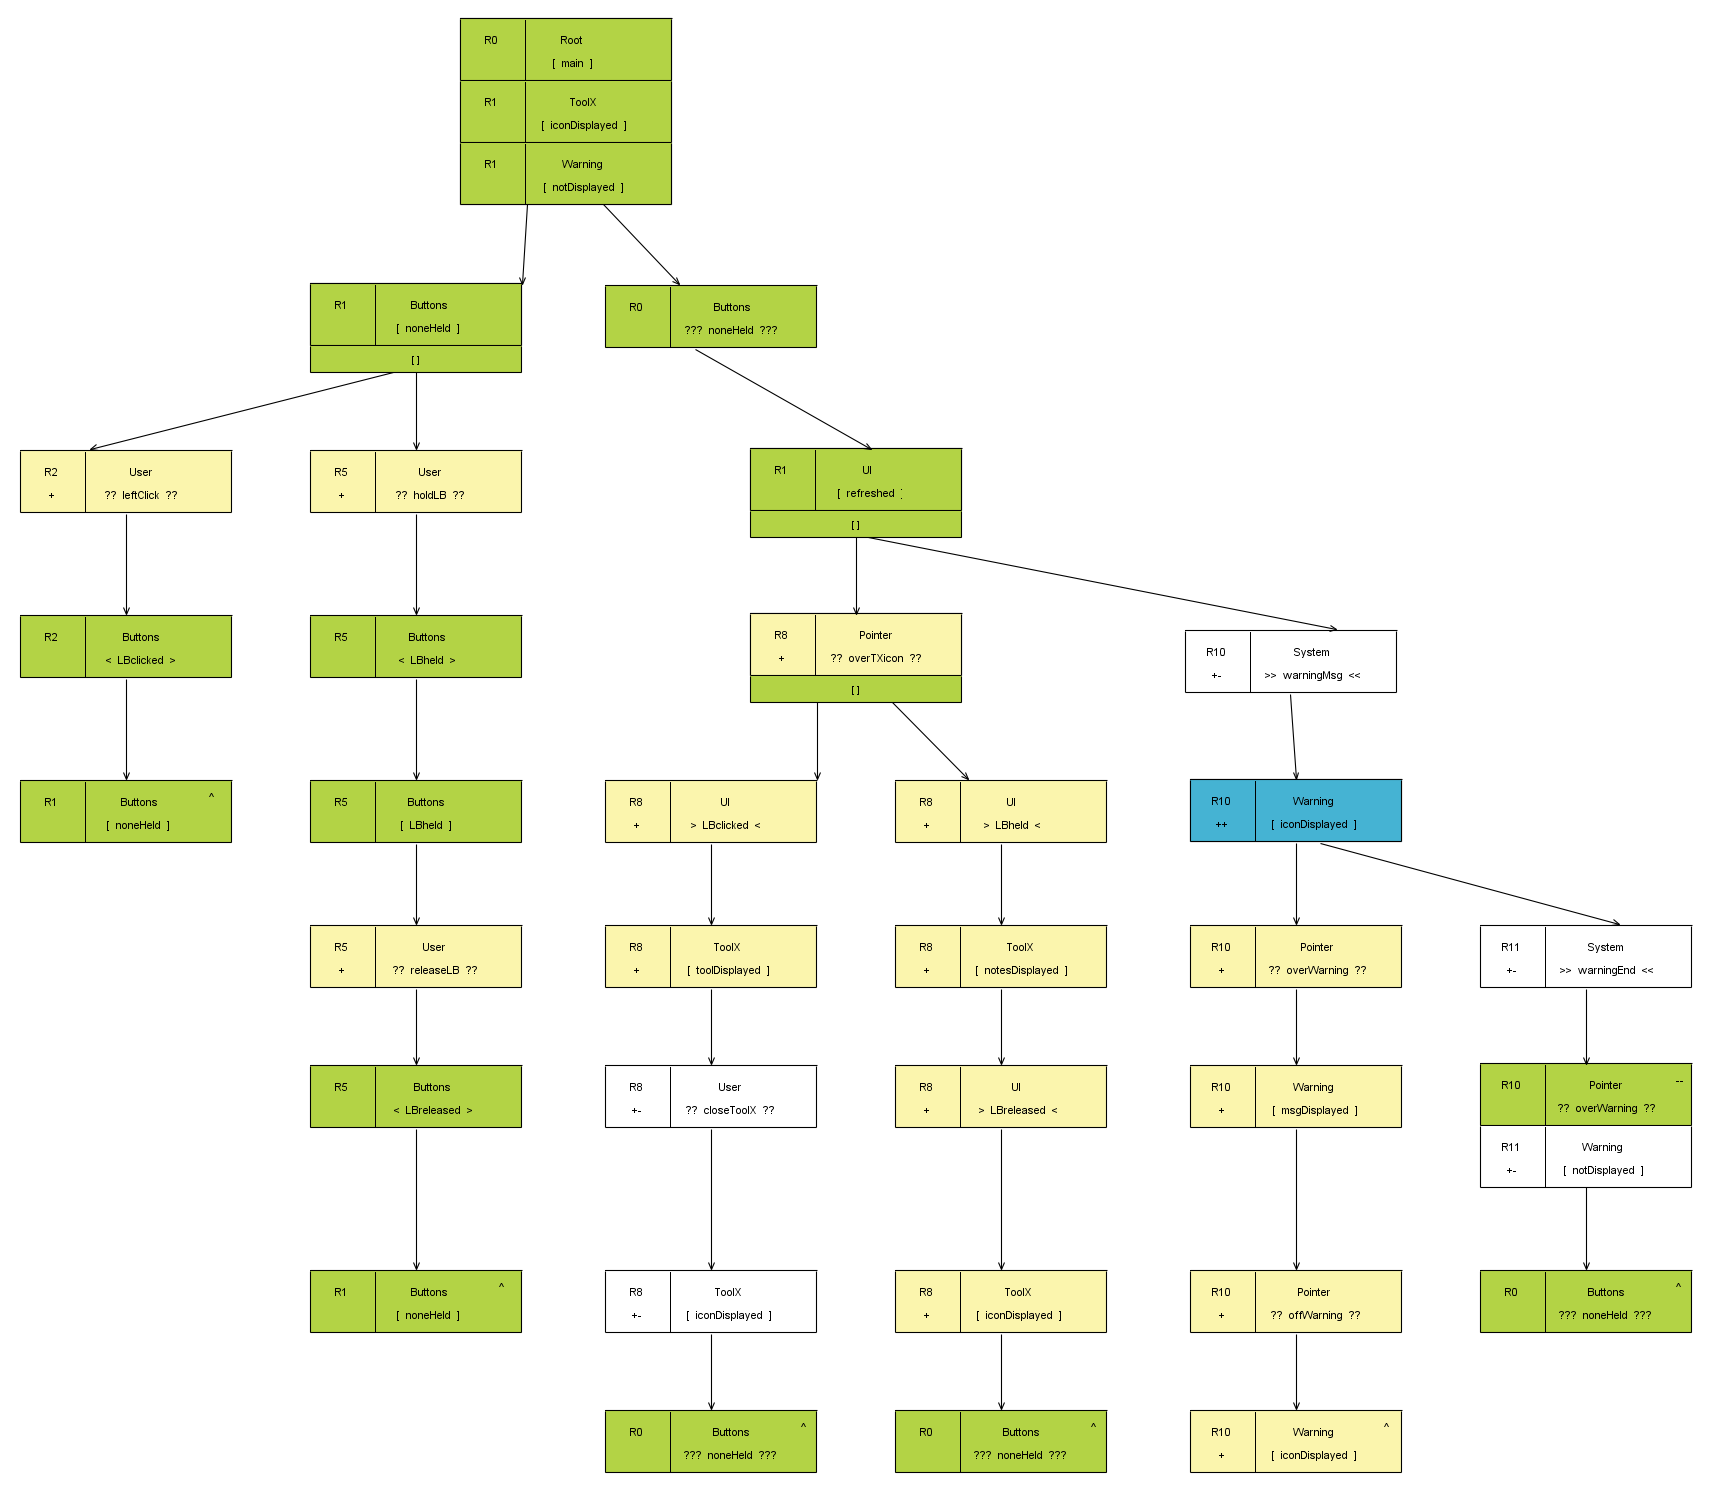 R0 Root
[ main ]
R1 ToolX
[ iconDisplayed ]
R1 Warning
[ notDisplayed ]
R1 Buttons
[ noneHeld ]
[ ]
R0 Buttons
??? noneHeld ???
R2 User
+ ?? leftClick ??
R5 User
+ ?? holdLB ??
R1 UI
[ refreshed ]
[ ]
R2 Buttons
< LBclicked >
R5 Buttons
< LBheld >
R8 Pointer
+ ?? overTXicon ??
[ ]
R10 System
+- >> warningMsg <<
R1 Buttons ^
[ noneHeld ]
R5 Buttons
[ LBheld ]
R8 UI
+ > LBclicked <
R8 UI
+ > LBheld <
R10 Warning
++ [ iconDisplayed ]
R5 User
+ ?? releaseLB ??
R8 ToolX
+ [ toolDisplayed ]
R8 ToolX
+ [ notesDisplayed ]
R10 Pointer
+ ?? overWarning ??
R11 System
+- >> warningEnd <<
R5 Buttons
< LBreleased >
R8 User
+- ?? closeToolX ??
R8 UI
+ > LBreleased <
R10 Warning
+ [ msgDisplayed ]
R10 Pointer --
?? overWarning ??
R11 Warning
+- [ notDisplayed ]
R1 Buttons ^
[ noneHeld ]
R8 ToolX
+- [ iconDisplayed ]
R8 ToolX
+ [ iconDisplayed ]
R10 Pointer
+ ?? offWarning ??
R0 Buttons ^
??? noneHeld ???
R0 Buttons ^
??? noneHeld ???
R0 Buttons ^
??? noneHeld ???
R10 Warning ^
+ [ iconDisplayed ]